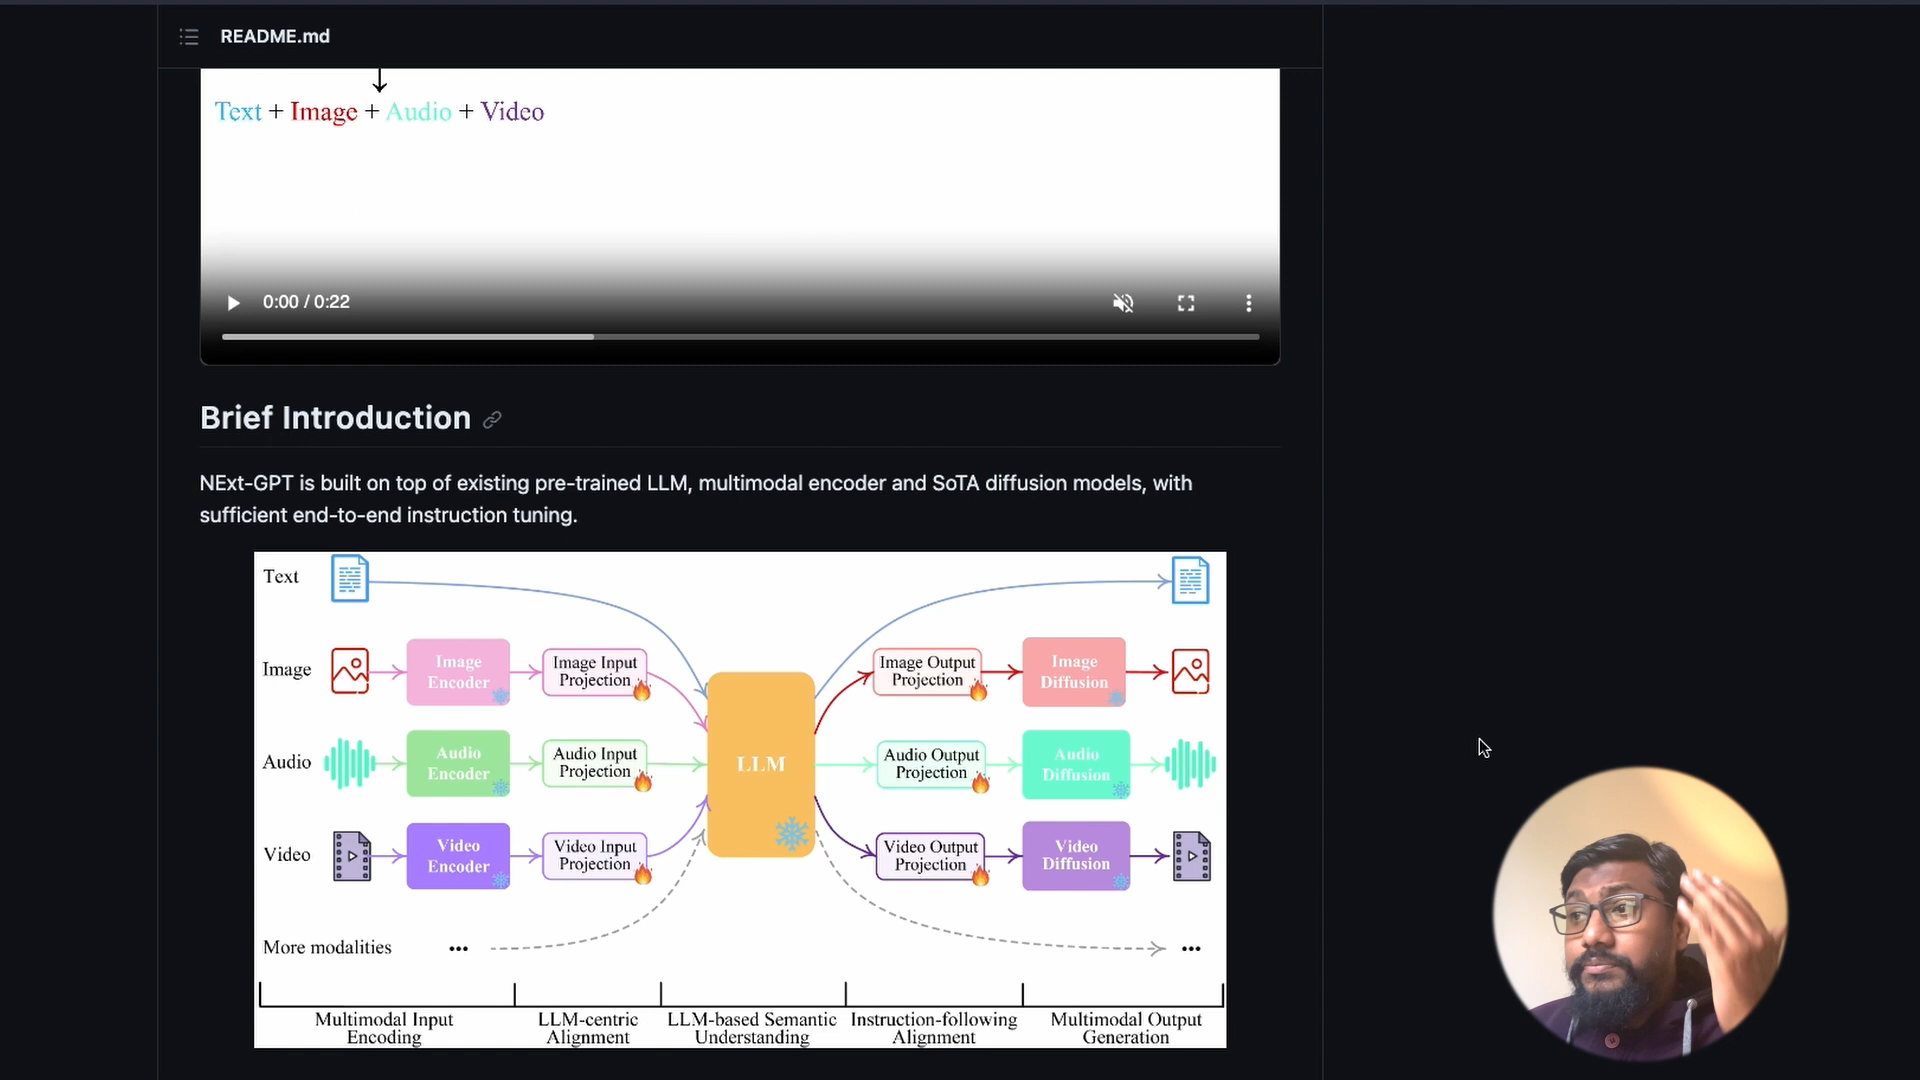 README.md
Text + Image + Audio + Video
0:00 / 0:22
Brief Introduction
NExt-GPT is built on top of existing pre-trained LLM, multimodal encoder and SoTA diffusion models, with
sufficient end-to-end instruction tuning.
Text
Image
Image
Encoder
Image Input
Projection
Image Output
Projection
Image
Diffusion
Audio
Audio
Encoder
Audio Input
Projection
LLM
Audio Output
Projection
Audio
Diffusion
Video
Video
Encoder
Video Input
Projection
Video Output
Projection
Video
Diffusion
More modalities
...
...
Multimodal Input
Encoding
LLM-centric
Alignment
LLM-based Semantic
Understanding
Instruction-following
Alignment
Multimodal Output
Generation